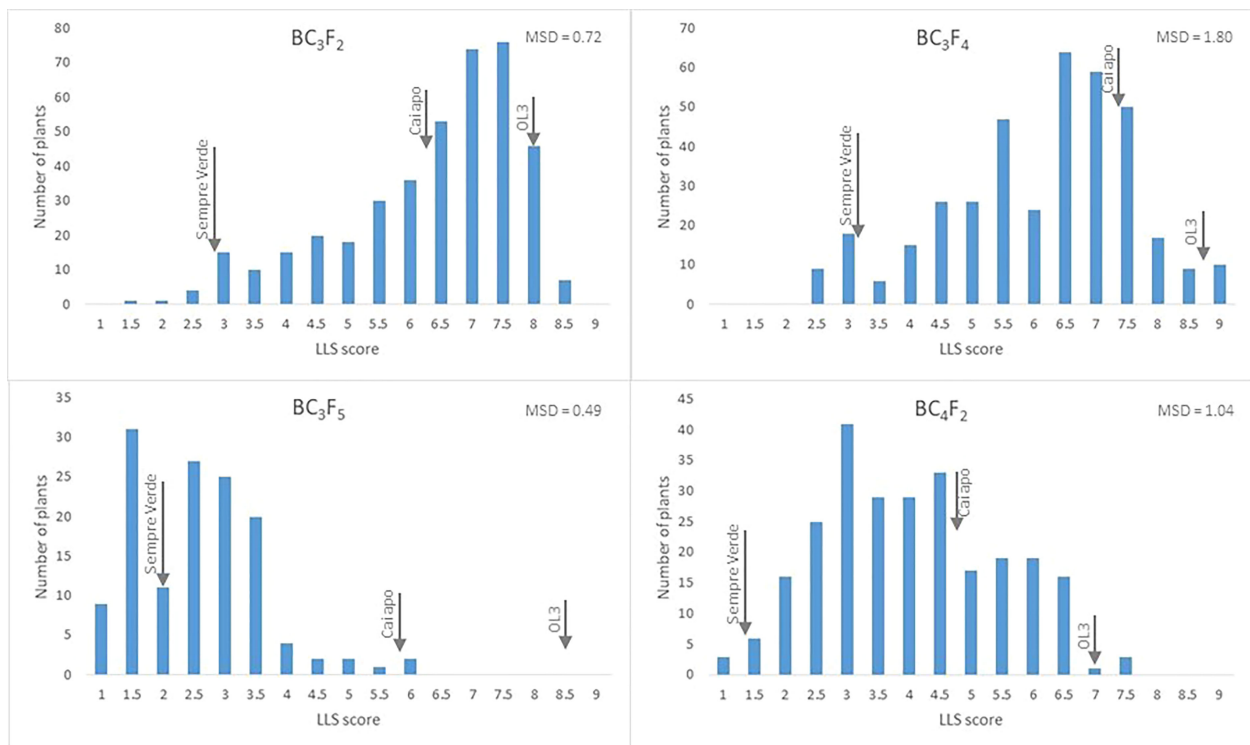 BC₃F₂
MSD = 0.72
Number of plants
80
70
60
50
40
30
20
10
0
Sempre Verde
Caiapo
OL3
1 1.5 2 2.5 3 3.5 4 4.5 5 5.5 6 6.5 7 7.5 8 8.5 9
LLS score
BC₃F₄
MSD = 1.80
Number of plants
70
60
50
40
30
20
10
0
Sempre Verde
Caiapo
OL3
1 1.5 2 2.5 3 3.5 4 4.5 5 5.5 6 6.5 7 7.5 8 8.5 9
LLS score
BC₃F₅
MSD = 0.49
Number of plants
35
30
25
20
15
10
5
0
Sempre Verde
Caiapo
OL3
1 1.5 2 2.5 3 3.5 4 4.5 5 5.5 6 6.5 7 7.5 8 8.5 9
LLS score
BC₄F₂
MSD = 1.04
Number of plants
45
40
35
30
25
20
15
10
5
0
Sempre Verde
Caiapo
OL3
1 1.5 2 2.5 3 3.5 4 4.5 5 5.5 6 6.5 7 7.5 8 8.5 9
LLS score